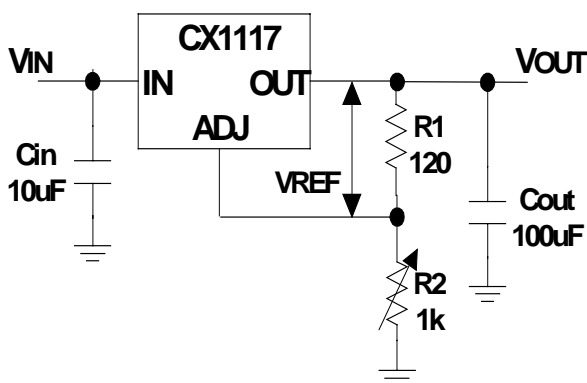 CX1117
VIN
IN
OUT
VOUT
ADJ
R1
120
Cin
10uF
VREF
Cout
100uF
R2
1k